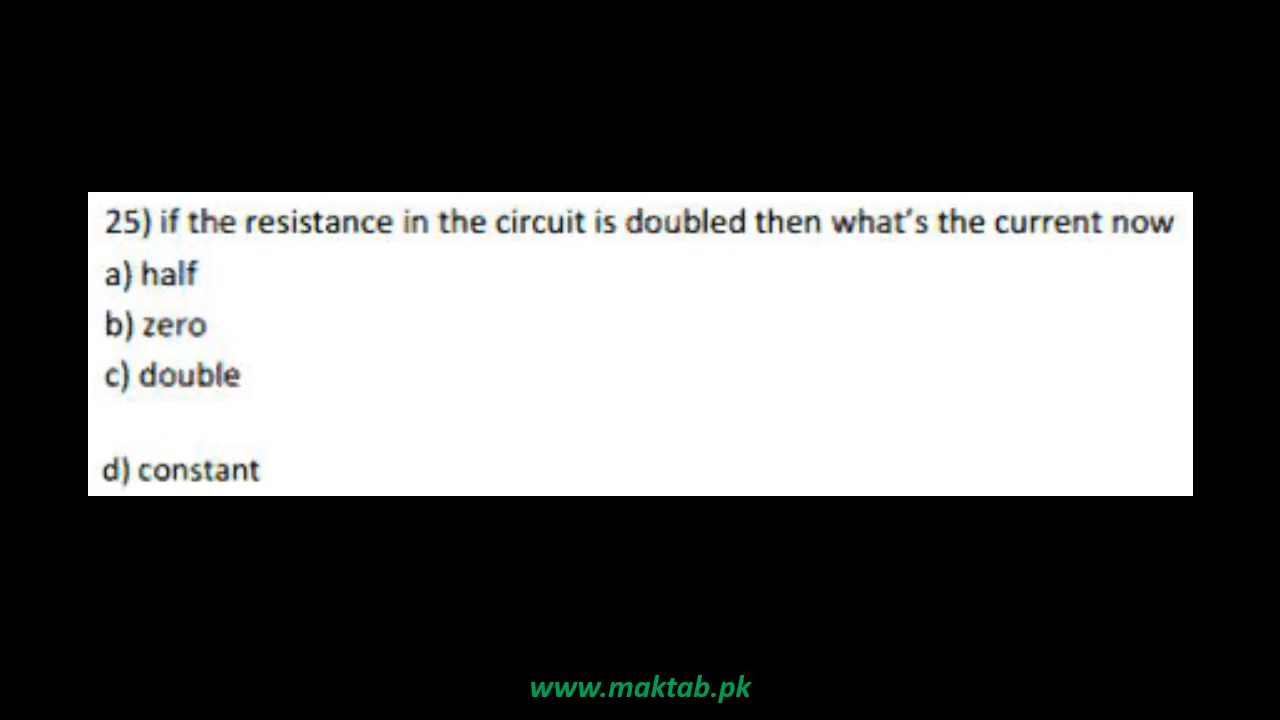 25) if the resistance in the circuit is doubled then what's the current now
a) half
b) zero
c) double
d) constant
www.maktab.pk